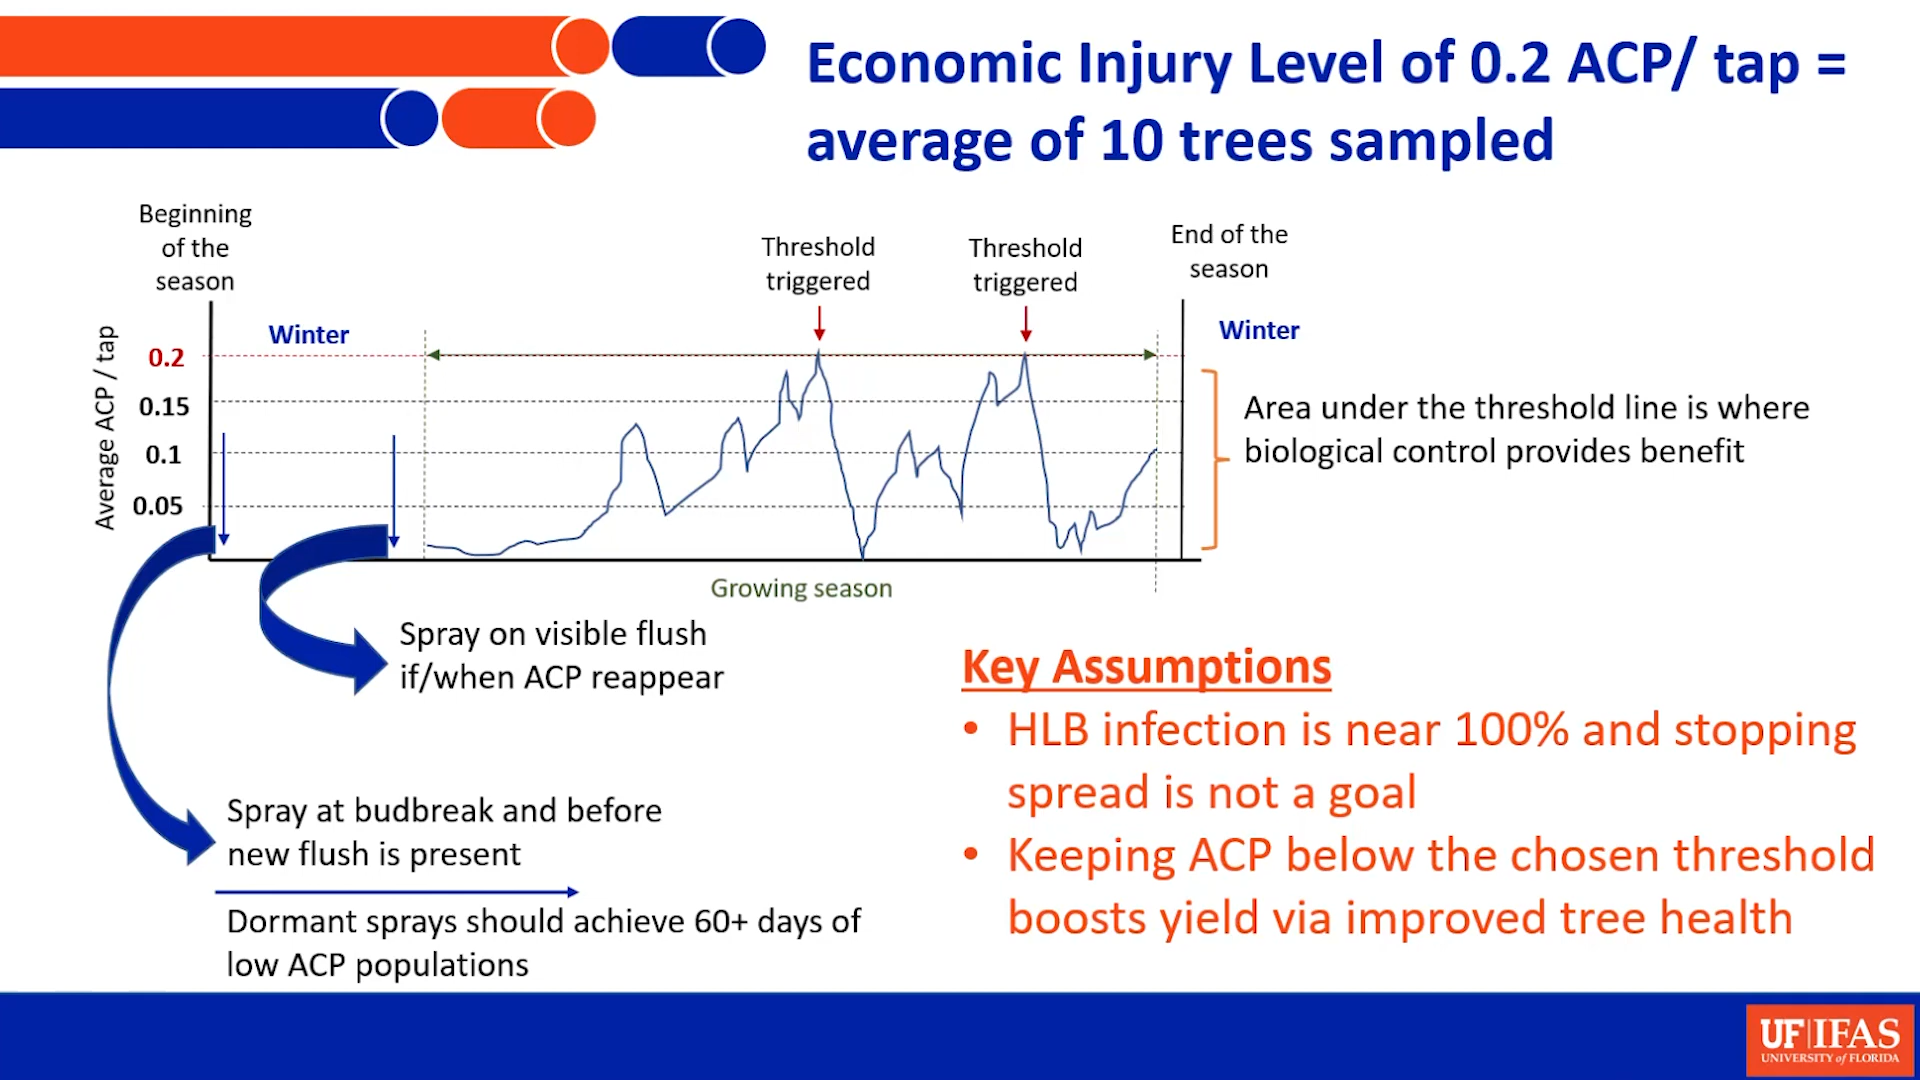 Economic Injury Level of 0.2 ACP/ tap =
average of 10 trees sampled
Beginning
of the
season
Threshold
triggered
Threshold
triggered
End of the
season
Winter
Winter
Average ACP / tap
0.2
0.15
0.1
0.05
Area under the threshold line is where
biological control provides benefit
Growing season
Spray on visible flush
if/when ACP reappear
Spray at budbreak and before
new flush is present
Dormant sprays should achieve 60+ days of
low ACP populations
Key Assumptions
• HLB infection is near 100% and stopping
spread is not a goal
• Keeping ACP below the chosen threshold
boosts yield via improved tree health
UF|IFAS
UNIVERSITY of FLORIDA